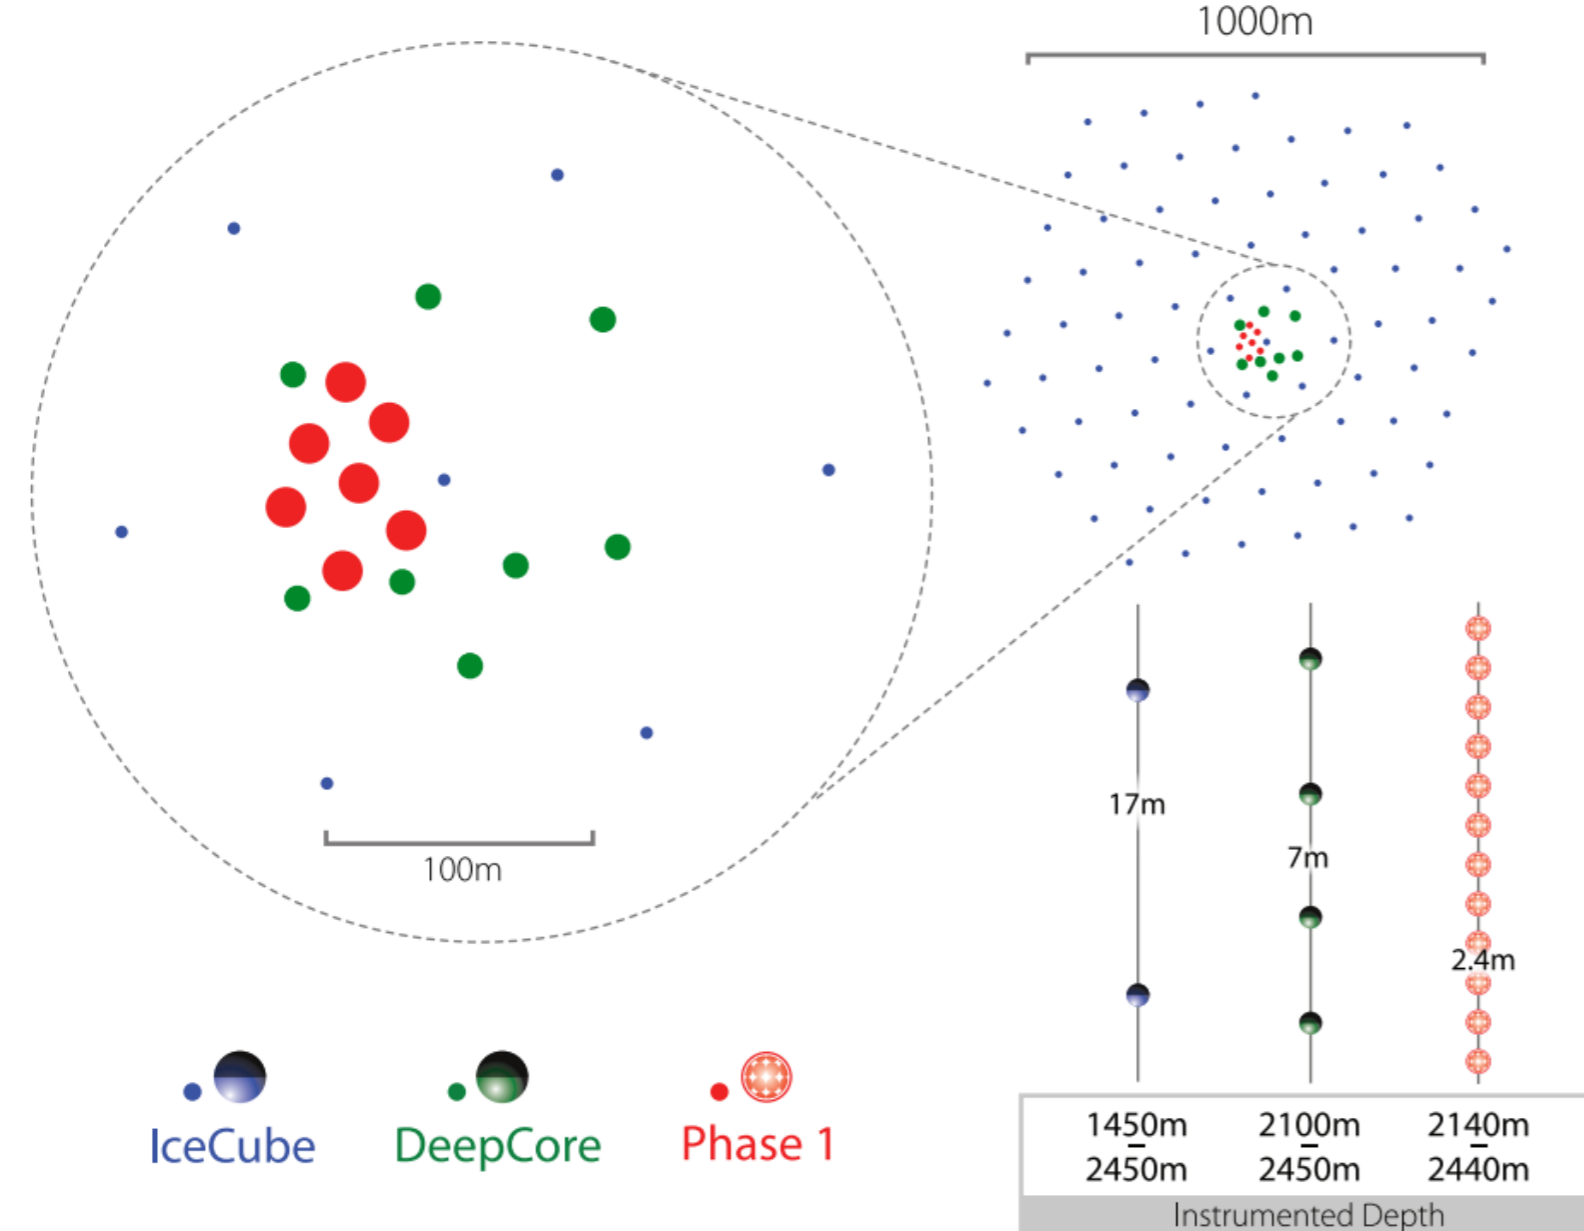 1000m
100m
17m
7m
2.4m
IceCube
DeepCore
Phase 1
1450m
–
2450m
2100m
–
2450m
2140m
–
2440m
Instrumented Depth